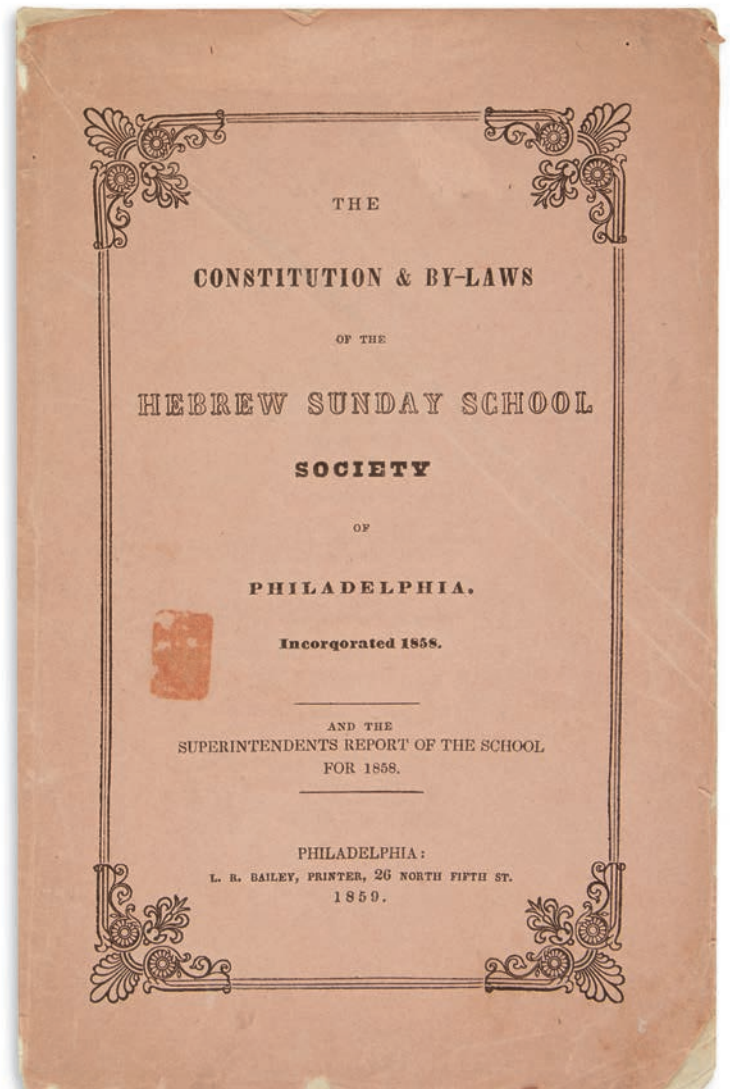 THE
CONSTITUTION & BY-LAWS
OF THE
HEBREW SUNDAY SCHOOL
SOCIETY
OF
PHILADELPHIA.
Incorqorated 1858.
AND THE
SUPERINTENDENTS REPORT OF THE SCHOOL
FOR 1858.
PHILADELPHIA:
L. R. BAILEY, PRINTER, 26 NORTH FIFTH ST.
1859.